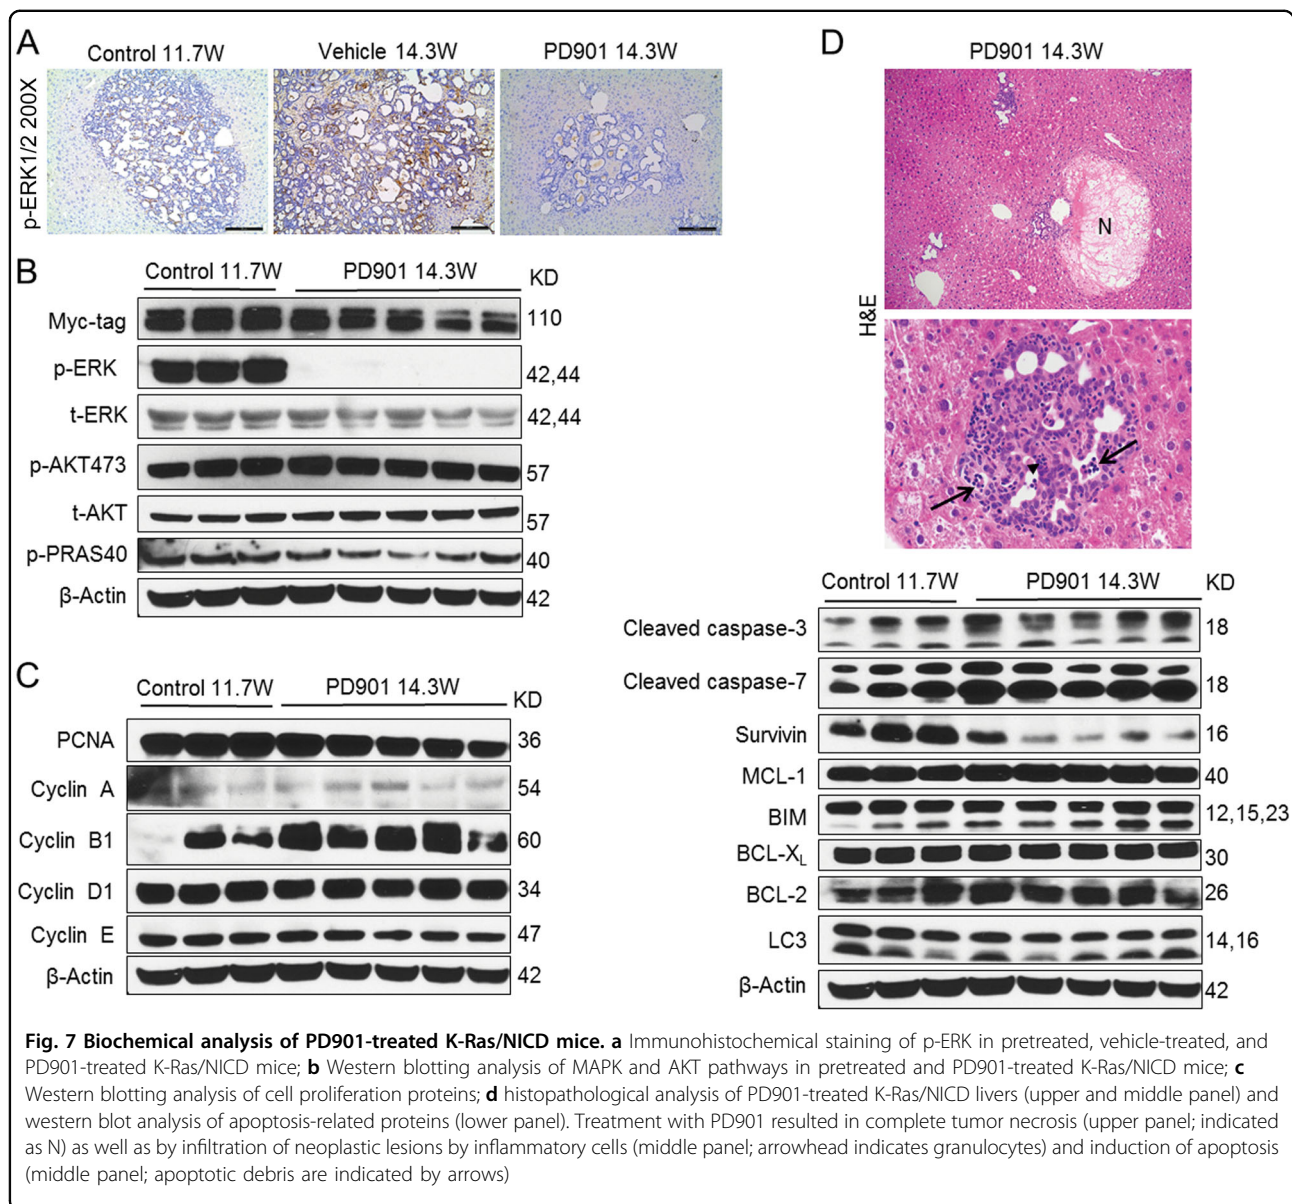 A
Control 11.7W
Vehicle 14.3W
PD901 14.3W
p-ERK1/2 200X
B
Control 11.7W
PD901 14.3W
KD
Myc-tag
110
p-ERK
42,44
t-ERK
42,44
p-AKT473
57
t-AKT
57
p-PRAS40
40
β-Actin
42
C
Control 11.7W
PD901 14.3W
KD
PCNA
36
Cyclin A
54
Cyclin B1
60
Cyclin D1
34
Cyclin E
47
β-Actin
42
D
PD901 14.3W
N
H&E
Control 11.7W
PD901 14.3W
KD
Cleaved caspase-3
18
Cleaved caspase-7
18
Survivin
16
MCL-1
40
BIM
12,15,23
BCL-XL
30
BCL-2
26
LC3
14,16
β-Actin
42
Fig. 7 Biochemical analysis of PD901-treated K-Ras/NICD mice. a Immunohistochemical staining of p-ERK in pretreated, vehicle-treated, and
PD901-treated K-Ras/NICD mice; b Western blotting analysis of MAPK and AKT pathways in pretreated and PD901-treated K-Ras/NICD mice; c
Western blotting analysis of cell proliferation proteins; d histopathological analysis of PD901-treated K-Ras/NICD livers (upper and middle panel) and
western blot analysis of apoptosis-related proteins (lower panel). Treatment with PD901 resulted in complete tumor necrosis (upper panel; indicated
as N) as well as by infiltration of neoplastic lesions by inflammatory cells (middle panel; arrowhead indicates granulocytes) and induction of apoptosis
(middle panel; apoptotic debris are indicated by arrows)